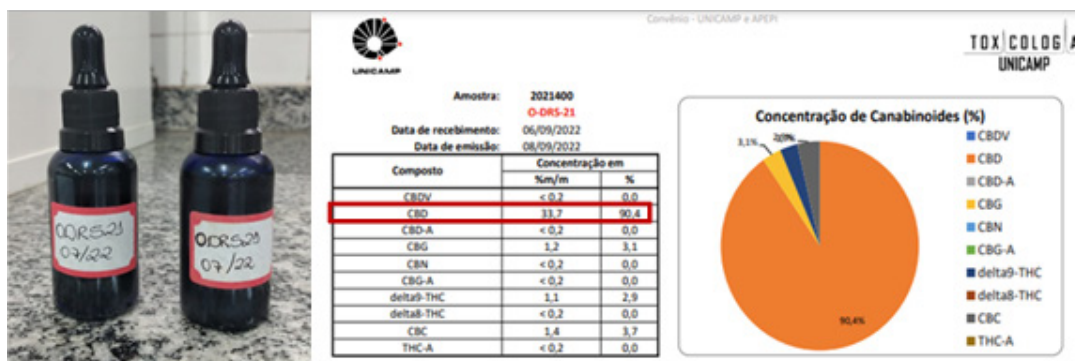 ODRS.21
07/22
ODRS.21
07/22
UNICAMP
Convênio - UNICAMP e APEPI
TOXICOLOGIA
UNICAMP
Amostra: 2021400
O-DRS-21
Data de recebimento: 06/09/2022
Data de emissão: 08/09/2022
Composto Concentração em
%m/m %
CBDV < 0,2 0,0
CBD 33,7 90,4
CBD-A < 0,2 0,0
CBG 1,2 3,1
CBN < 0,2 0,0
CBG-A < 0,2 0,0
delta9-THC 1,1 2,9
delta8-THC < 0,2 0,0
CBC 1,4 3,7
THC-A < 0,2 0,0
Concentração de Canabinoides (%)
3,1%
90,4%
CBDV
CBD
CBD-A
CBG
CBN
CBG-A
delta9-THC
delta8-THC
CBC
THC-A